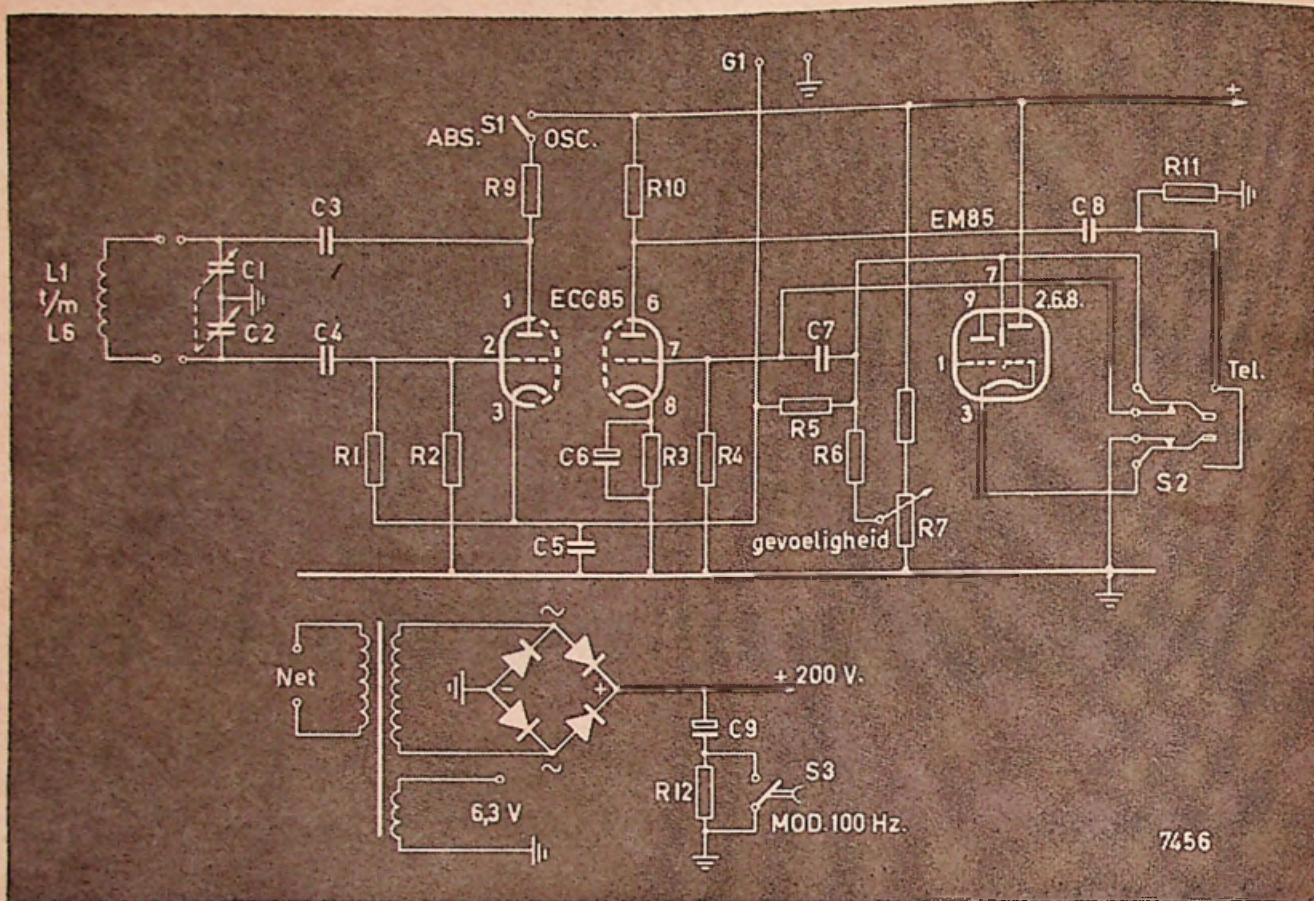 G1
+
S1
ABS. OSC.
R9
R10
R11
C3
EM85
C8
L1
t/m
L6
C1
C2
1
ECC85
6
7
9
2.6.8.
C4
2
7
C7
1
Tel.
3
8
R5
3
R1
R2
C6
R3
R4
R6
S2
C5
gevoeligheid
R7
~
Net
-
+
+ 200 V.
C9
~
R12
S3
6,3 V
MOD. 100 Hz.
7456